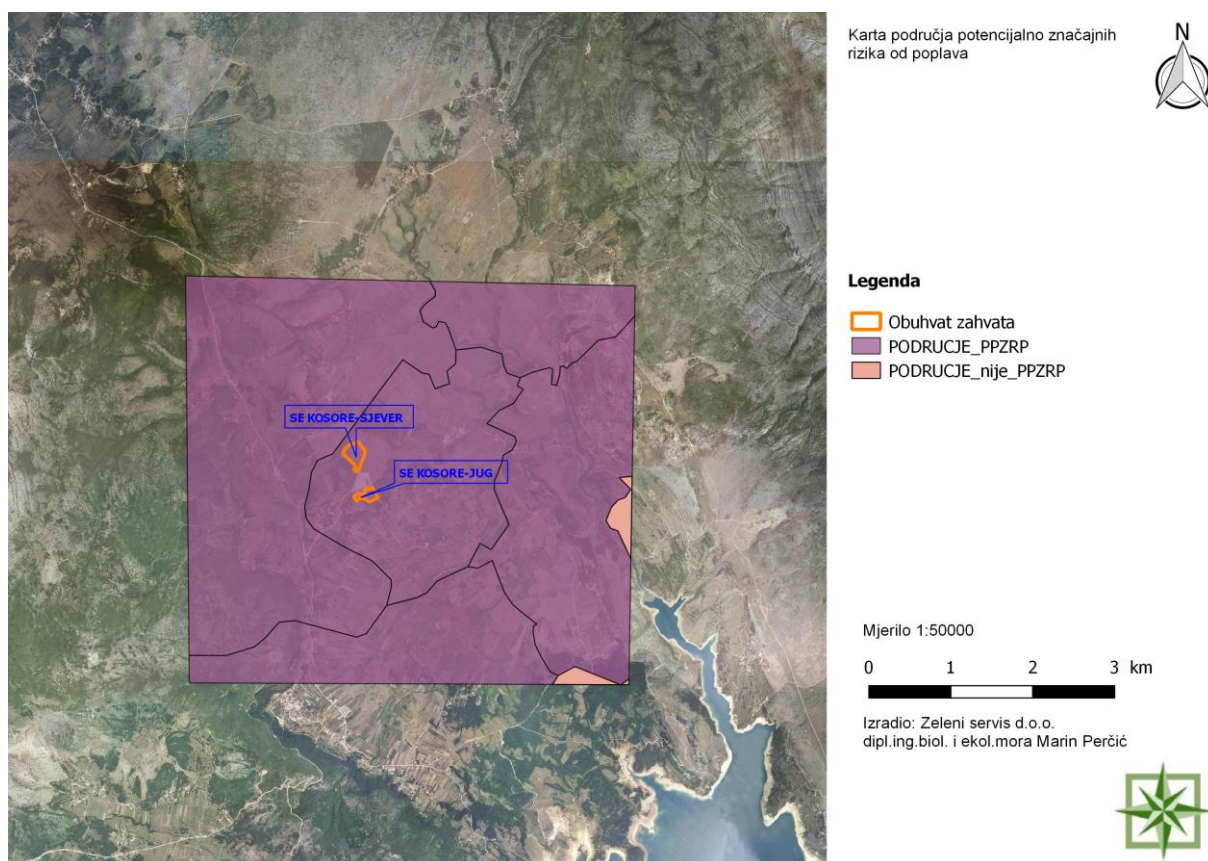 Karta područja potencijalno značajnih
rizika od poplava
N
Legenda
Obuhvat zahvata
PODRUCJE_PPZRP
PODRUCJE_nije_PPZRP
SE KOSORE-SJEVER
SE KOSORE-JUG
Mjerilo 1:50000
0 1 2 3 km
Izradio: Zeleni servis d.o.o.
dipl.ing.biol. i ekol.mora Marin Perčić